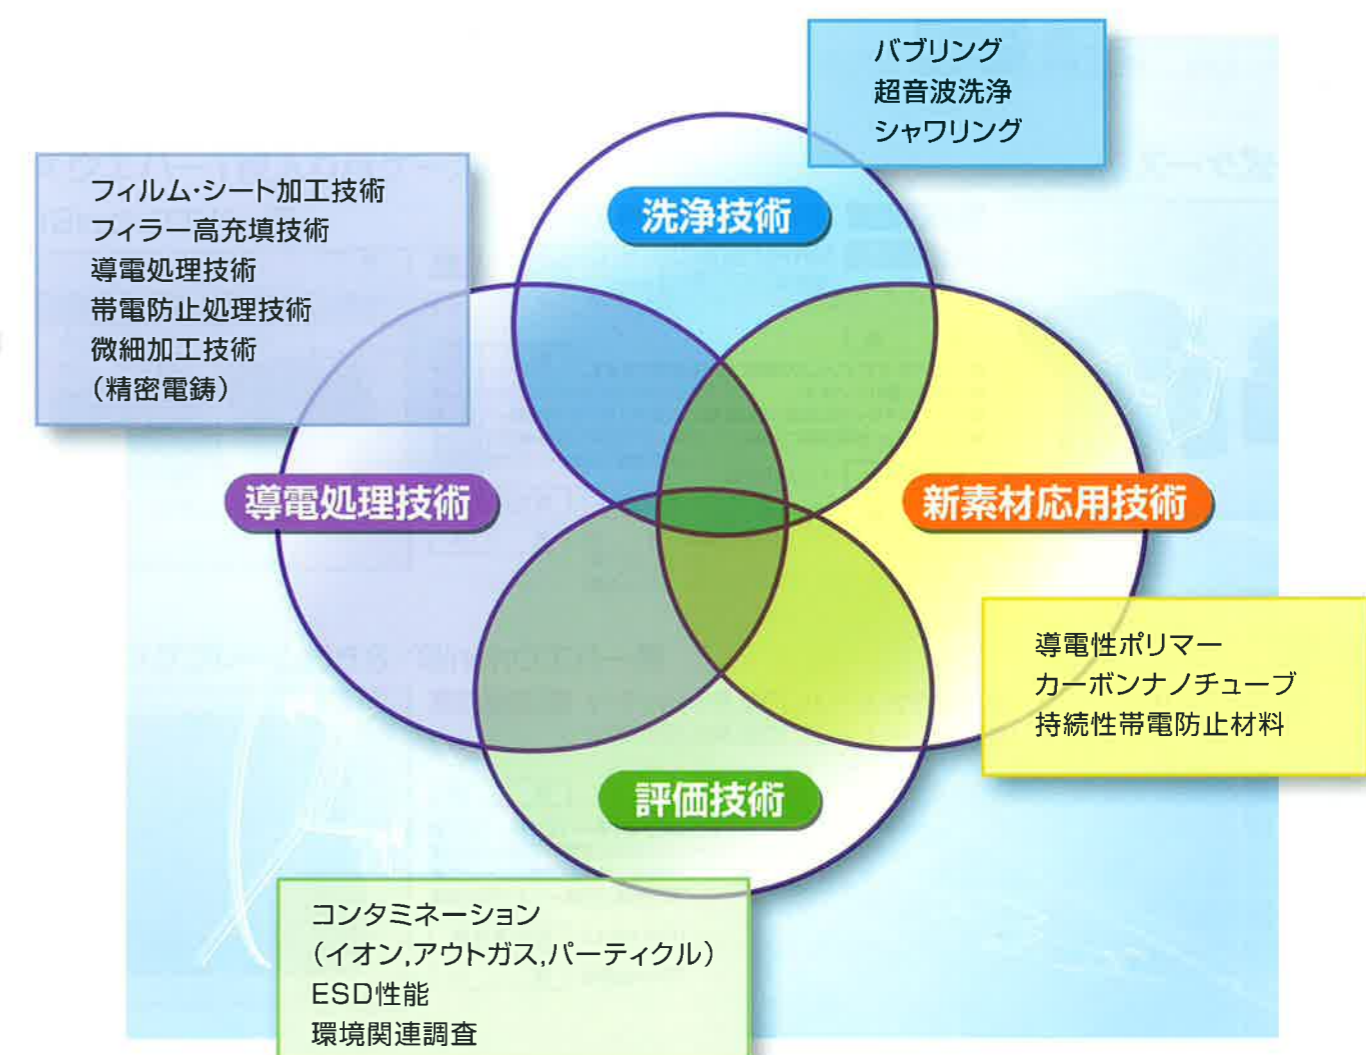 バブリング
超音波洗浄
シャワリング
フィルム・シート加工技術
フィラー高充填技術
導電処理技術
帯電防止処理技術
微細加工技術
（精密電鋳）
洗浄技術
導電処理技術
新素材応用技術
導電性ポリマー
カーボンナノチューブ
持続性帯電防止材料
評価技術
コンタミネーション
（イオン,アウトガス,パーティクル）
ESD性能
環境関連調査